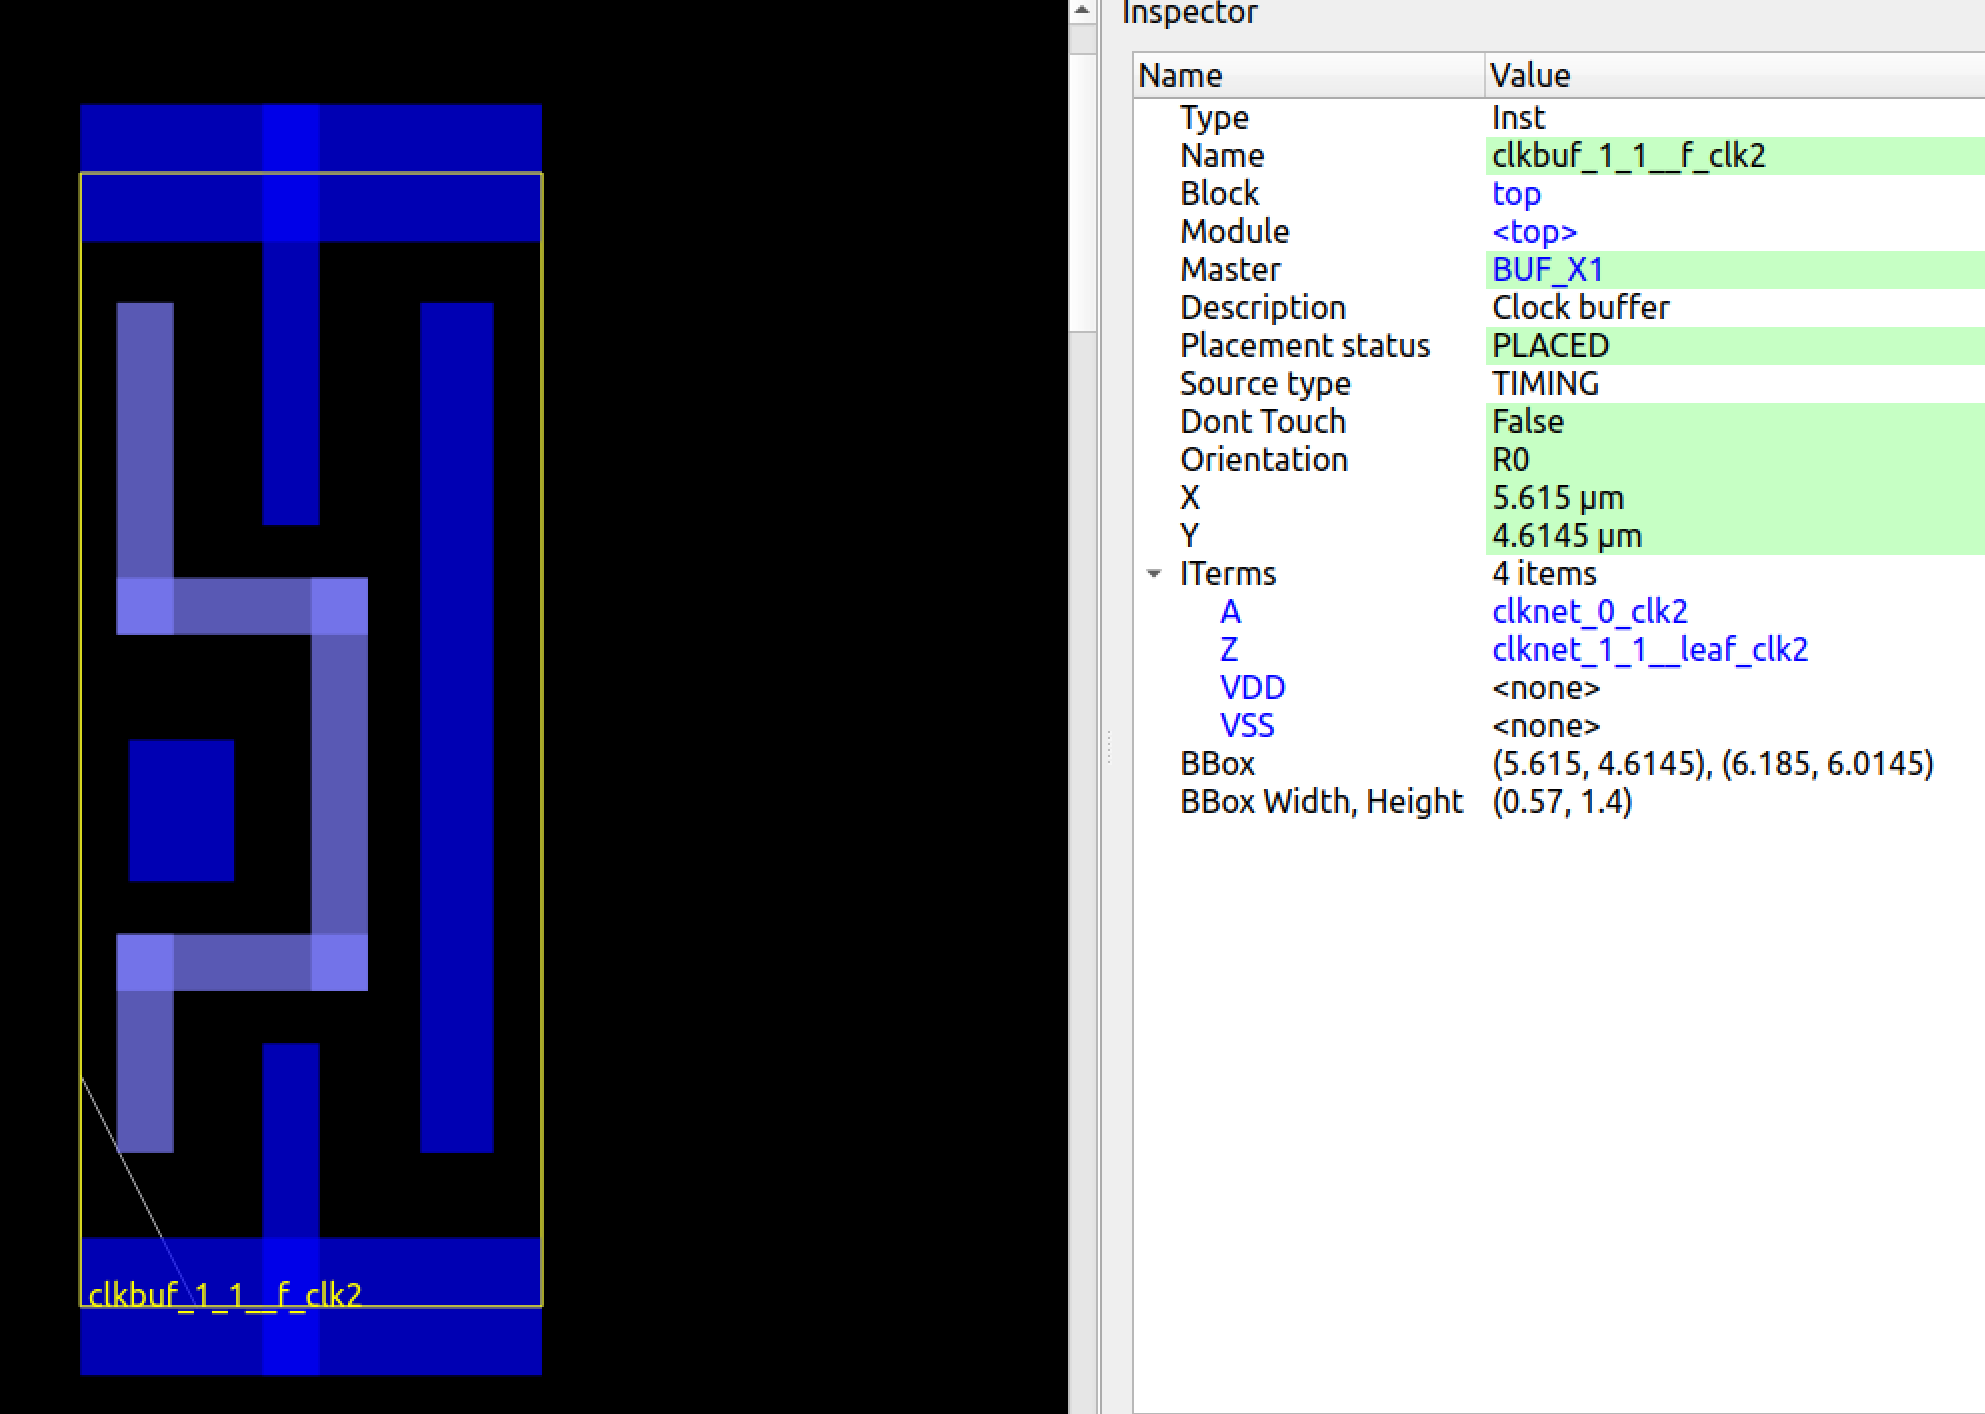 Inspector
Name Value
Type Inst
Name clkbuf_1_1__f_clk2
Block top
Module <top>
Master BUF_X1
Description Clock buffer
Placement status PLACED
Source type TIMING
Dont Touch False
Orientation R0
X 5.615 µm
Y 4.6145 µm
ITerms 4 items
A clknet_0_clk2
Z clknet_1_1__leaf_clk2
VDD <none>
VSS <none>
BBox (5.615, 4.6145), (6.185, 6.0145)
BBox Width, Height (0.57, 1.4)
clkbuf_1_1__f_clk2